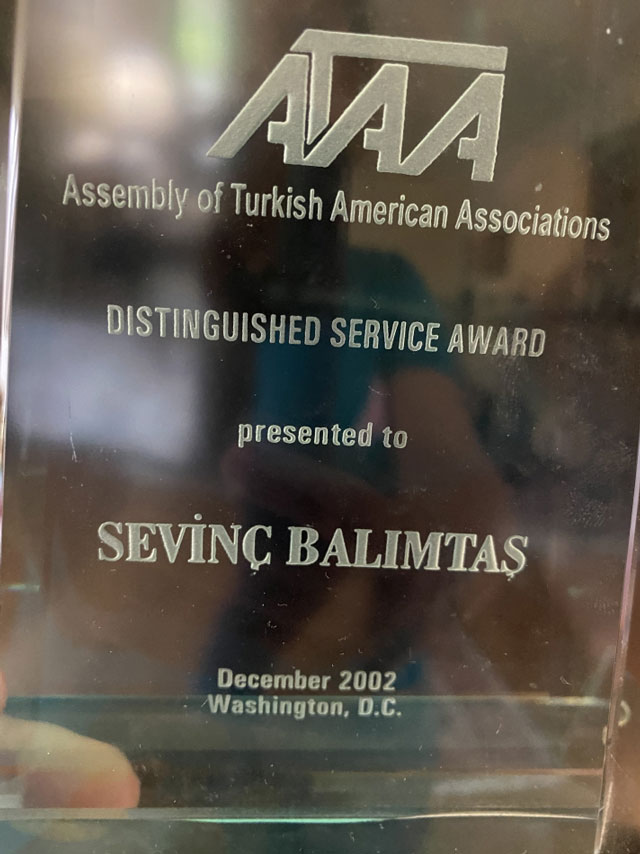 ATAA
Assembly of Turkish American Associations
DISTINGUISHED SERVICE AWARD
presented to
SEVİNÇ BALIMTAŞ
December 2002
Washington, D.C.